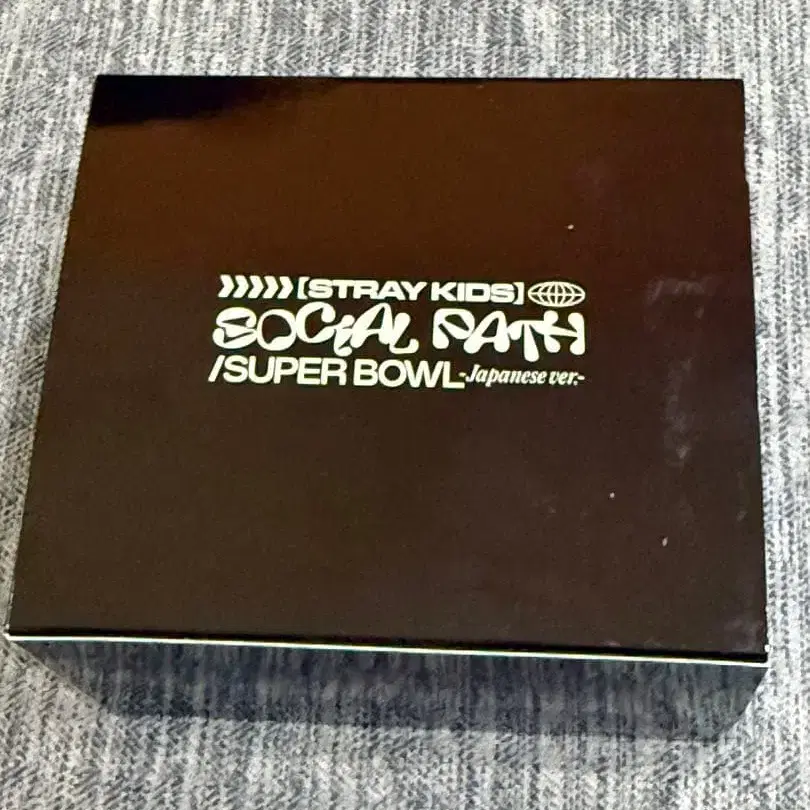 [STRAY KIDS]
SOCIAL PATH
/SUPER BOWL -Japanese ver.-